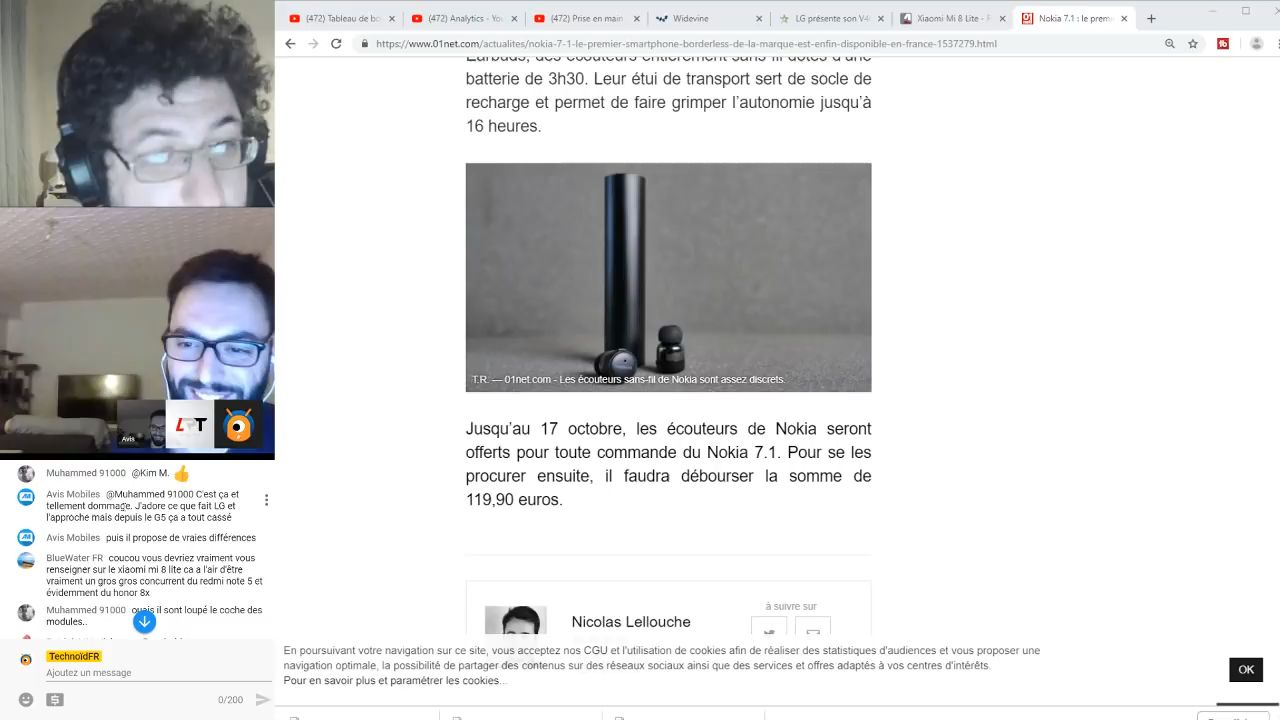 (472) Tableau de bo
(472) Analytics - You
(472) Prise en main
Widevine
LG présente son V4
Xiaomi Mi 8 Lite - F
Nokia 7.1 : le prem
https://www.01net.com/actualites/nokia-7-1-le-premier-smartphone-borderless-de-la-marque-est-enfin-disponible-en-france-1537279.html
Earbuds, des écouteurs entièrement sans-fil dotés d'une
batterie de 3h30. Leur étui de transport sert de socle de
recharge et permet de faire grimper l'autonomie jusqu'à
16 heures.
T.R. — 01net.com - Les écouteurs sans-fil de Nokia sont assez discrets.
Jusqu'au 17 octobre, les écouteurs de Nokia seront
offerts pour toute commande du Nokia 7.1. Pour se les
procurer ensuite, il faudra débourser la somme de
119,90 euros.
Nicolas Lellouche
à suivre sur
En poursuivant votre navigation sur ce site, vous acceptez nos CGU et l'utilisation de cookies afin de réaliser des statistiques d'audiences et vous proposer une
navigation optimale, la possibilité de partager des contenus sur des réseaux sociaux ainsi que des services et offres adaptés à vos centres d'intérêts.
Pour en savoir plus et paramétrer les cookies...
OK
Avis
LRT
Muhammed 91000 @Kim M. 👍
Avis Mobiles @Muhammed 91000 C'est ça et
tellement dommage. J'adore ce que fait LG et
l'approche mais depuis le G5 ça a tout cassé
Avis Mobiles puis il propose de vraies différences
BlueWater FR coucou vous devriez vraiment vous
renseigner sur le xiaomi mi 8 lite ca a l'air d'être
vraiment un gros gros concurrent du redmi note 5 et
évidemment du honor 8x
Muhammed 91000 ouais il sont loupé le coche des
modules..
TechnoïdFR
Ajoutez un message
0/200